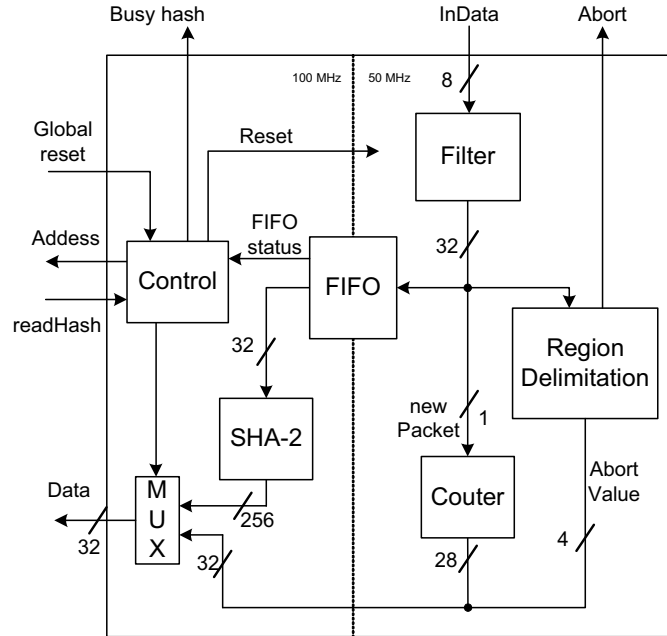 Busy hash
InData
Abort
100 MHz
50 MHz
8
Global
reset
Reset
Filter
FIFO
status
32
Addess
Control
FIFO
readHash
32
Region
Delimitation
new
Packet
1
SHA-2
Data
M
U
X
Couter
Abort
Value
256
32
32
28
4